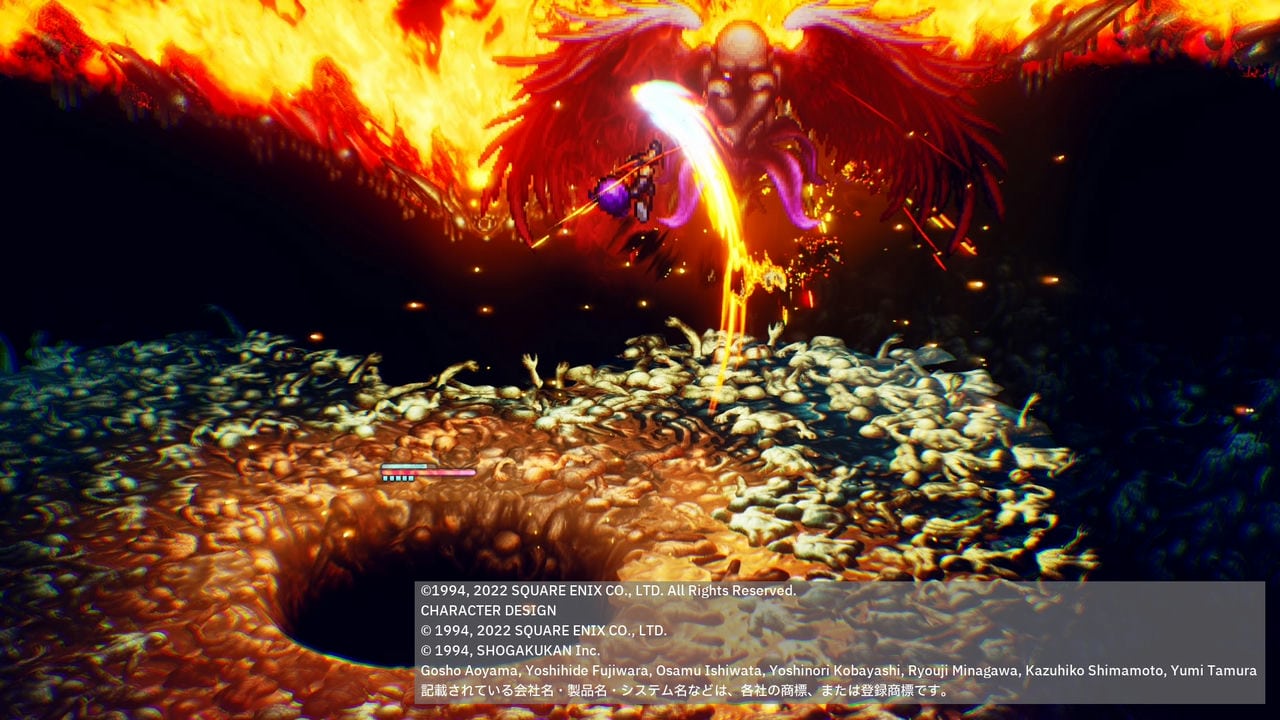 ©1994, 2022 SQUARE ENIX CO., LTD. All Rights Reserved.
CHARACTER DESIGN
© 1994, 2022 SQUARE ENIX CO., LTD.
© 1994, SHOGAKUKAN Inc.
Gosho Aoyama, Yoshihide Fujiwara, Osamu Ishiwata, Yoshinori Kobayashi, Ryouji Minagawa, Kazuhiko Shimamoto, Yumi Tamura
記載されている会社名・製品名・システム名などは、各社の商標、または登録商標です。